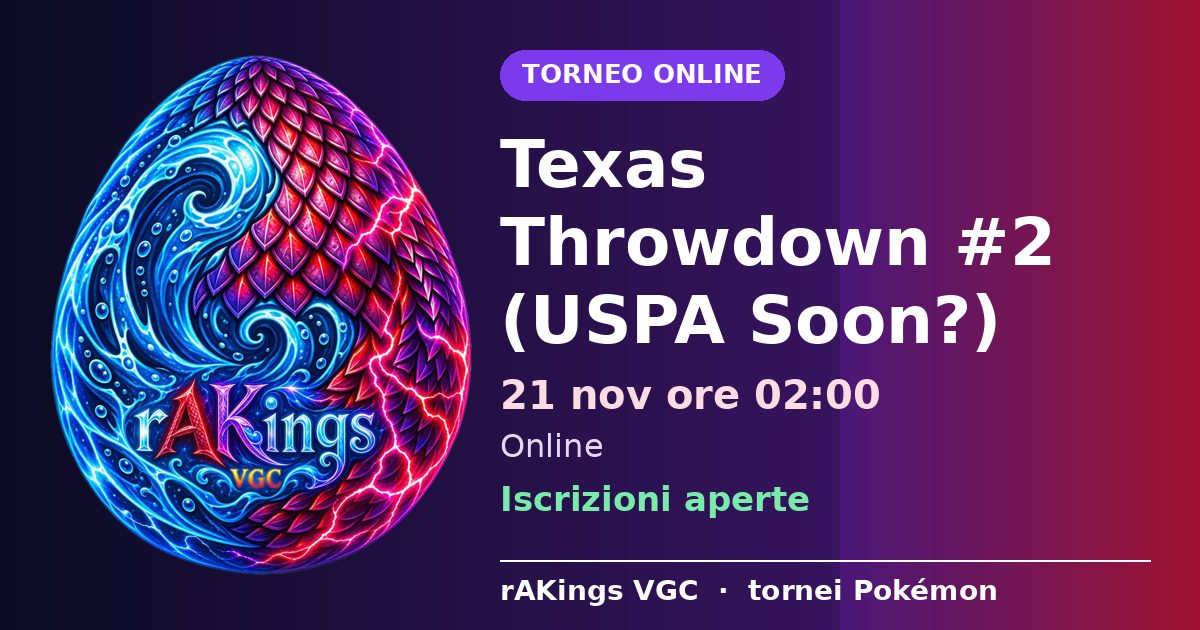 TORNEO ONLINE
Texas
Throwdown #2
(USPA Soon?)
21 nov ore 02:00
Online
Iscrizioni aperte
rAKings
VGC
rAKings VGC · tornei Pokémon